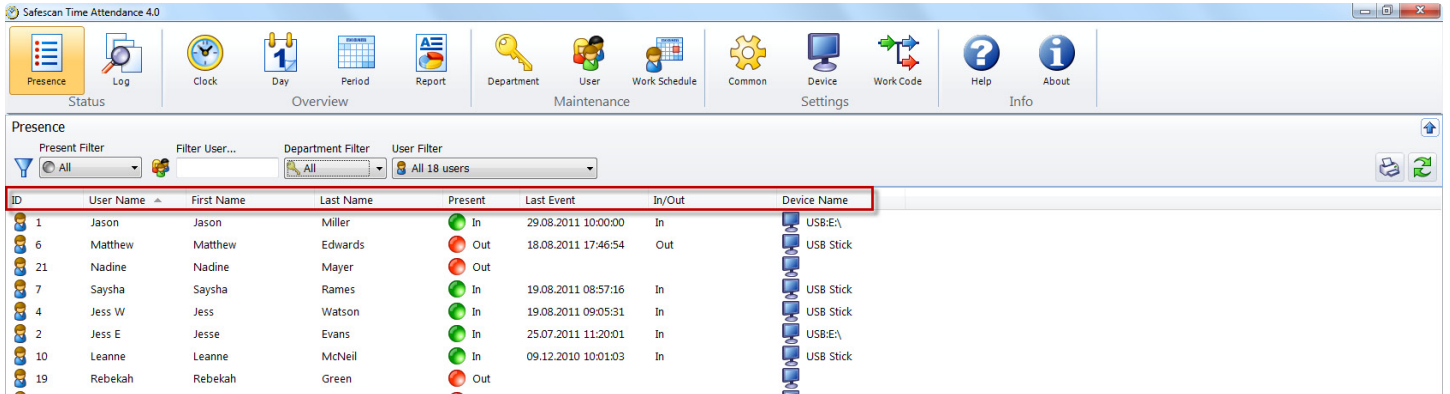 Safescan Time Attendance 4.0
Presence Log Clock Day Period Report Department User Work Schedule Common Device Work Code Help About
Status Overview Maintenance Settings Info
Presence
Present Filter Filter User... Department Filter User Filter
All All All 18 users
ID User Name First Name Last Name Present Last Event In/Out Device Name
1 Jason Jason Miller In 29.08.2011 10:00:00 In USB:E:\
6 Matthew Matthew Edwards Out 18.08.2011 17:46:54 Out USB Stick
21 Nadine Nadine Mayer Out
7 Saysha Saysha Rames In 19.08.2011 08:57:16 In USB Stick
4 Jess W Jess Watson In 19.08.2011 09:05:31 In USB Stick
2 Jess E Jesse Evans In 25.07.2011 11:20:01 In USB:E:\
10 Leanne Leanne McNeil In 09.12.2010 10:01:03 In USB Stick
19 Rebekah Rebekah Green Out